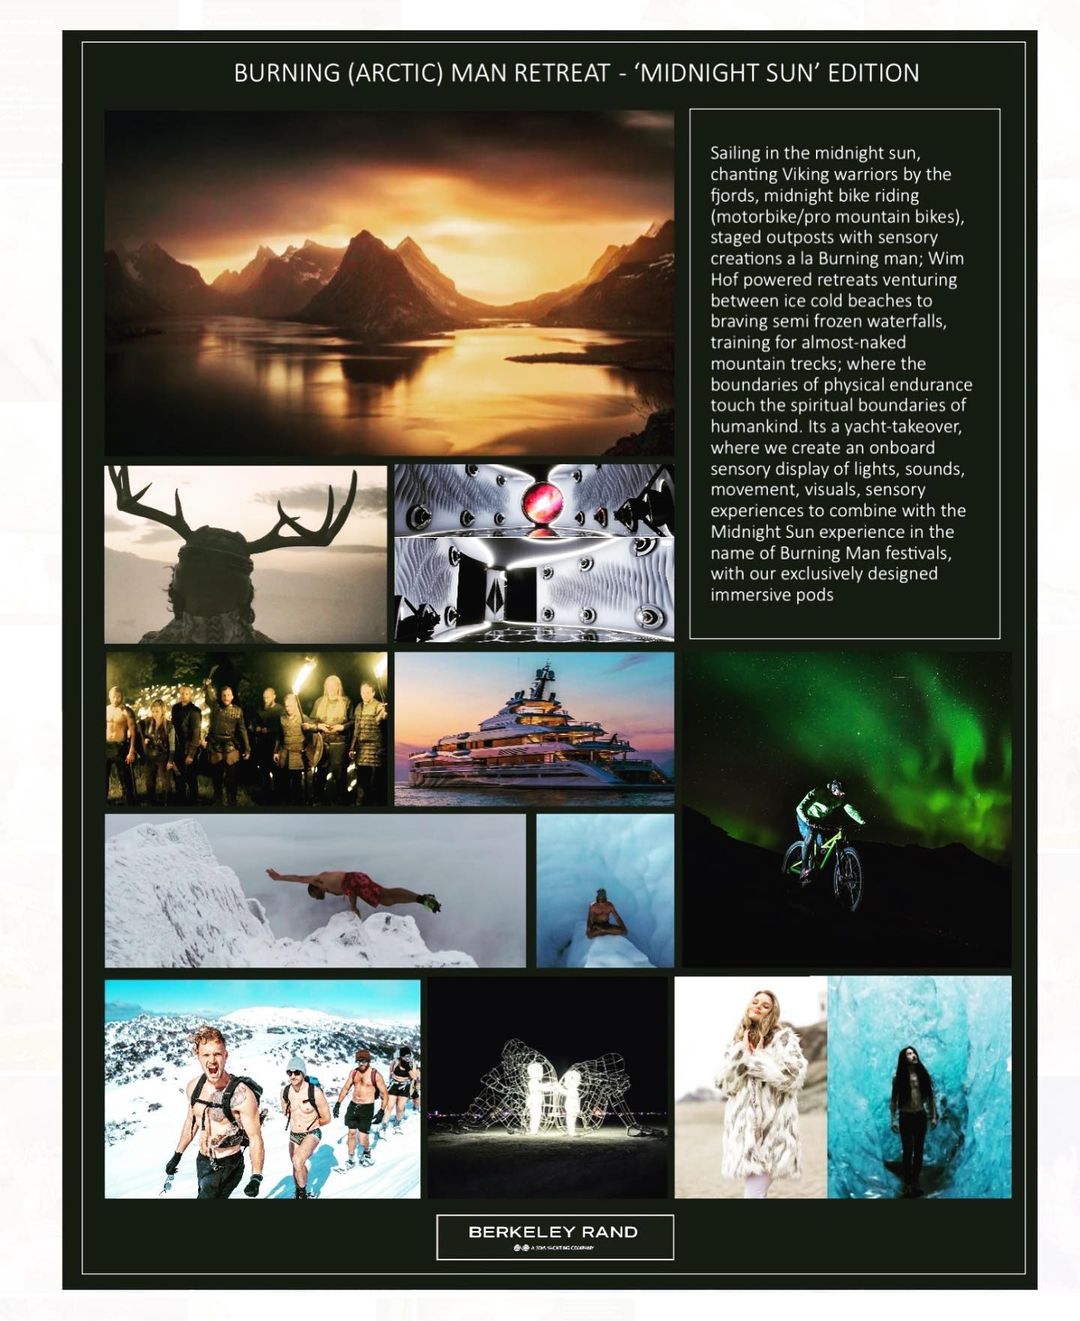 BURNING (ARCTIC) MAN RETREAT - ‘MIDNIGHT SUN’ EDITION
Sailing in the midnight sun,
chanting Viking warriors by the
fjords, midnight bike riding
(motorbike/pro mountain bikes),
staged outposts with sensory
creations a la Burning man; Wim
Hof powered retreats venturing
between ice cold beaches to
braving semi frozen waterfalls,
training for almost-naked
mountain trecks; where the
boundaries of physical endurance
touch the spiritual boundaries of
humankind. Its a yacht-takeover,
where we create an onboard
sensory display of lights, sounds,
movement, visuals, sensory
experiences to combine with the
Midnight Sun experience in the
name of Burning Man festivals,
with our exclusively designed
immersive pods
BERKELEY RAND
YACHTING COMPANY